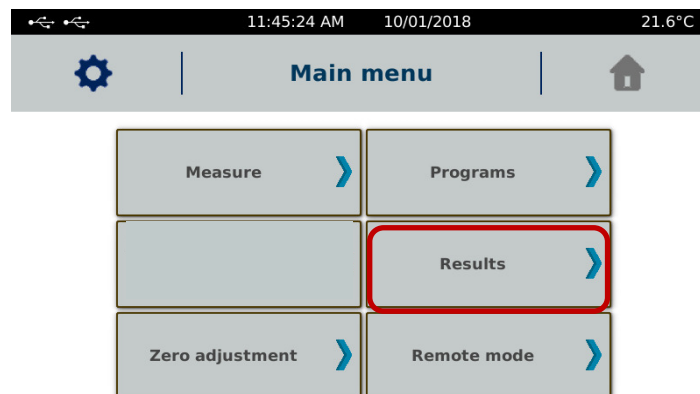 11:45:24 AM 10/01/2018 21.6°C
Main menu
Measure Programs
Results
Zero adjustment Remote mode